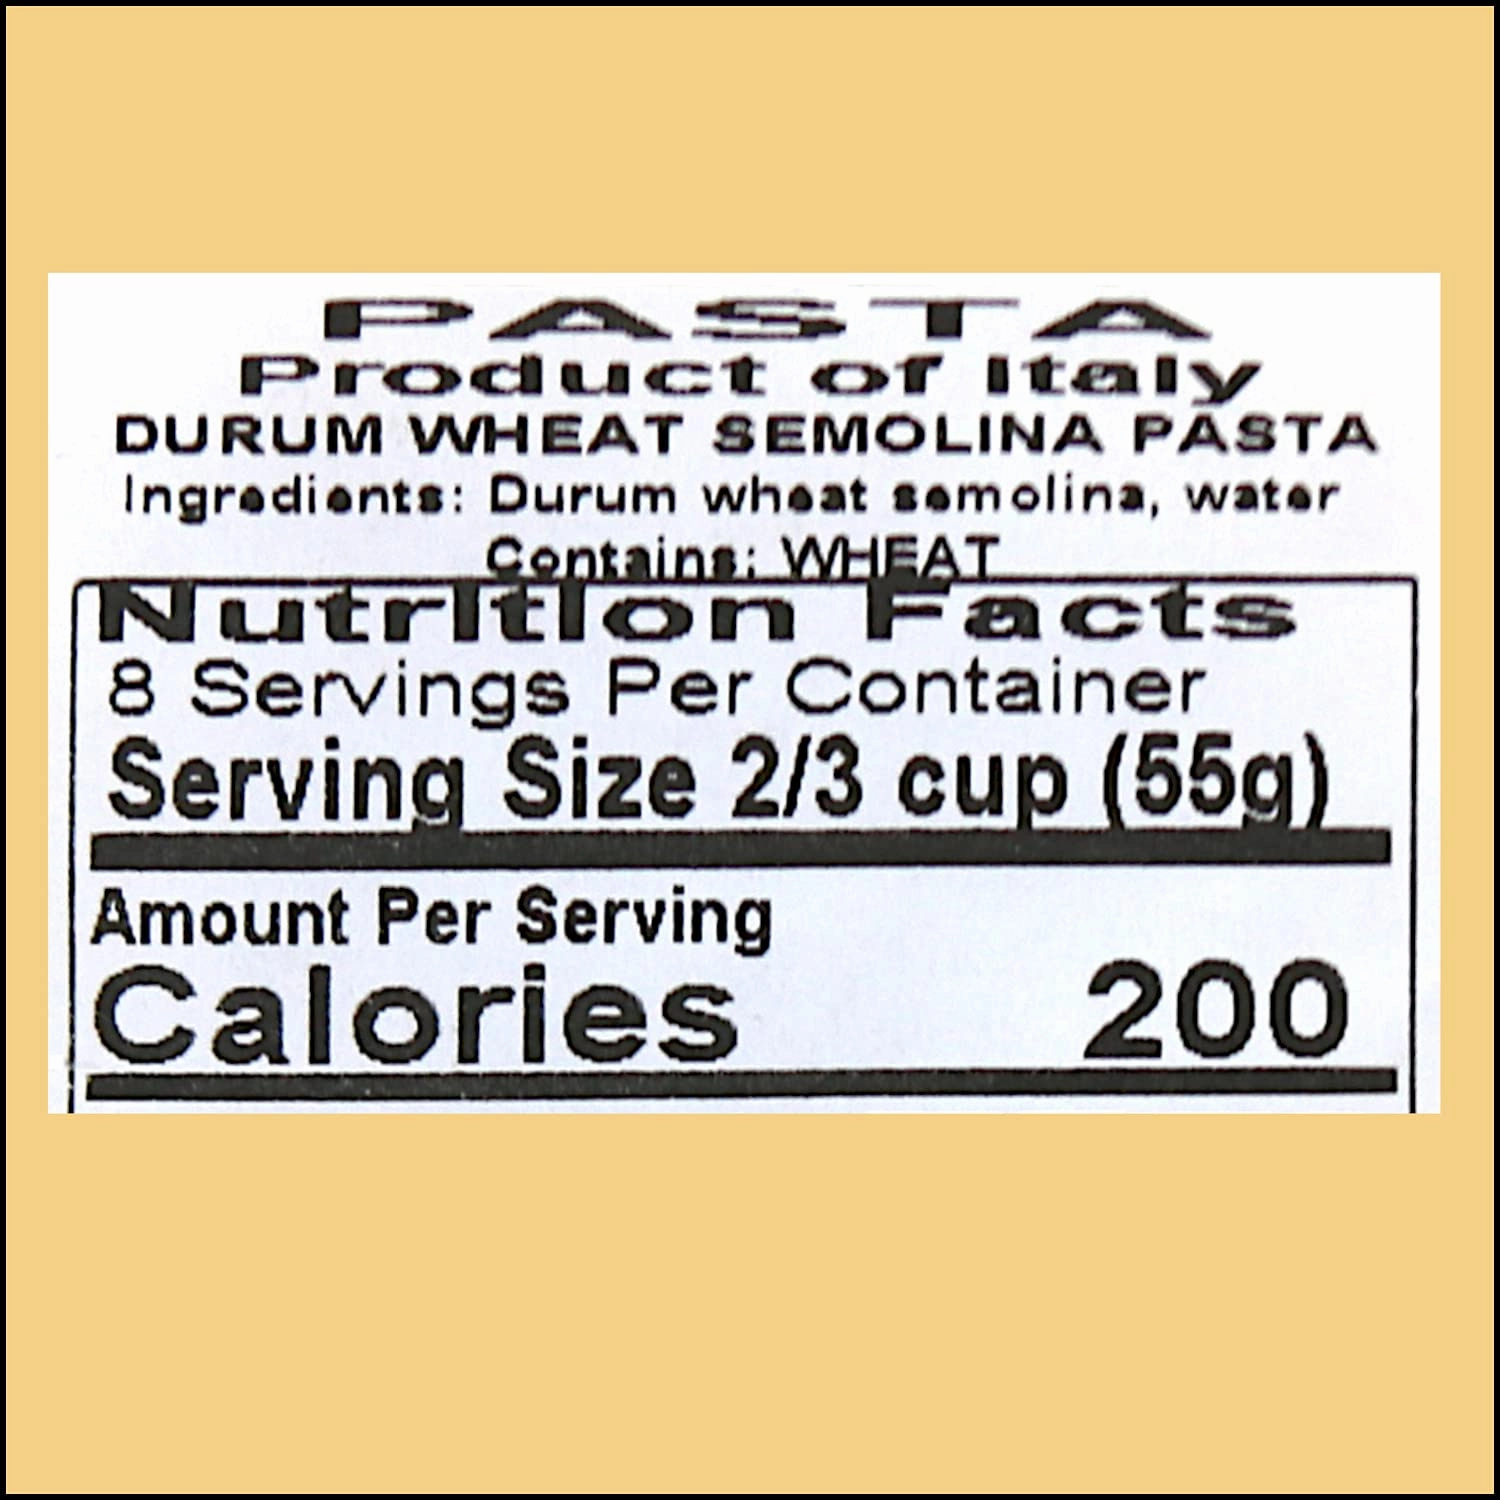 PASTA
Product of Italy
DURUM WHEAT SEMOLINA PASTA
Ingredients: Durum wheat semolina, water
Contains: WHEAT
Nutrition Facts
8 Servings Per Container
Serving Size 2/3 cup (55g)
Amount Per Serving
Calories 200